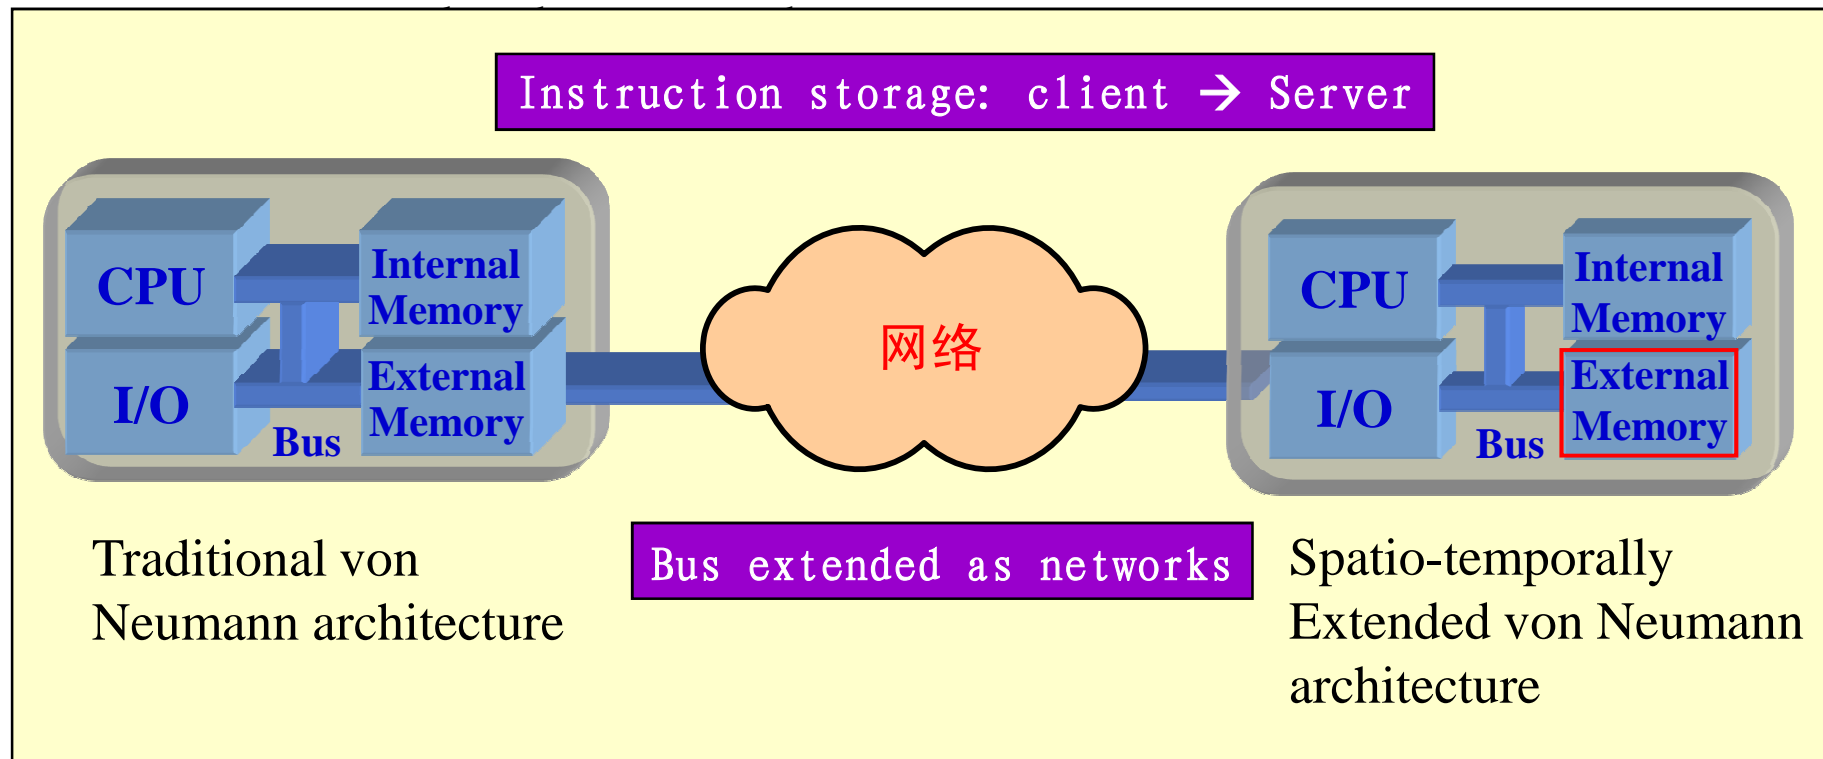 Instruction storage: client → Server
CPU
Internal
Memory
I/O
External
Memory
Bus
网络
CPU
Internal
Memory
I/O
External
Memory
Bus
Traditional von
Neumann architecture
Bus extended as networks
Spatio-temporally
Extended von Neumann
architecture